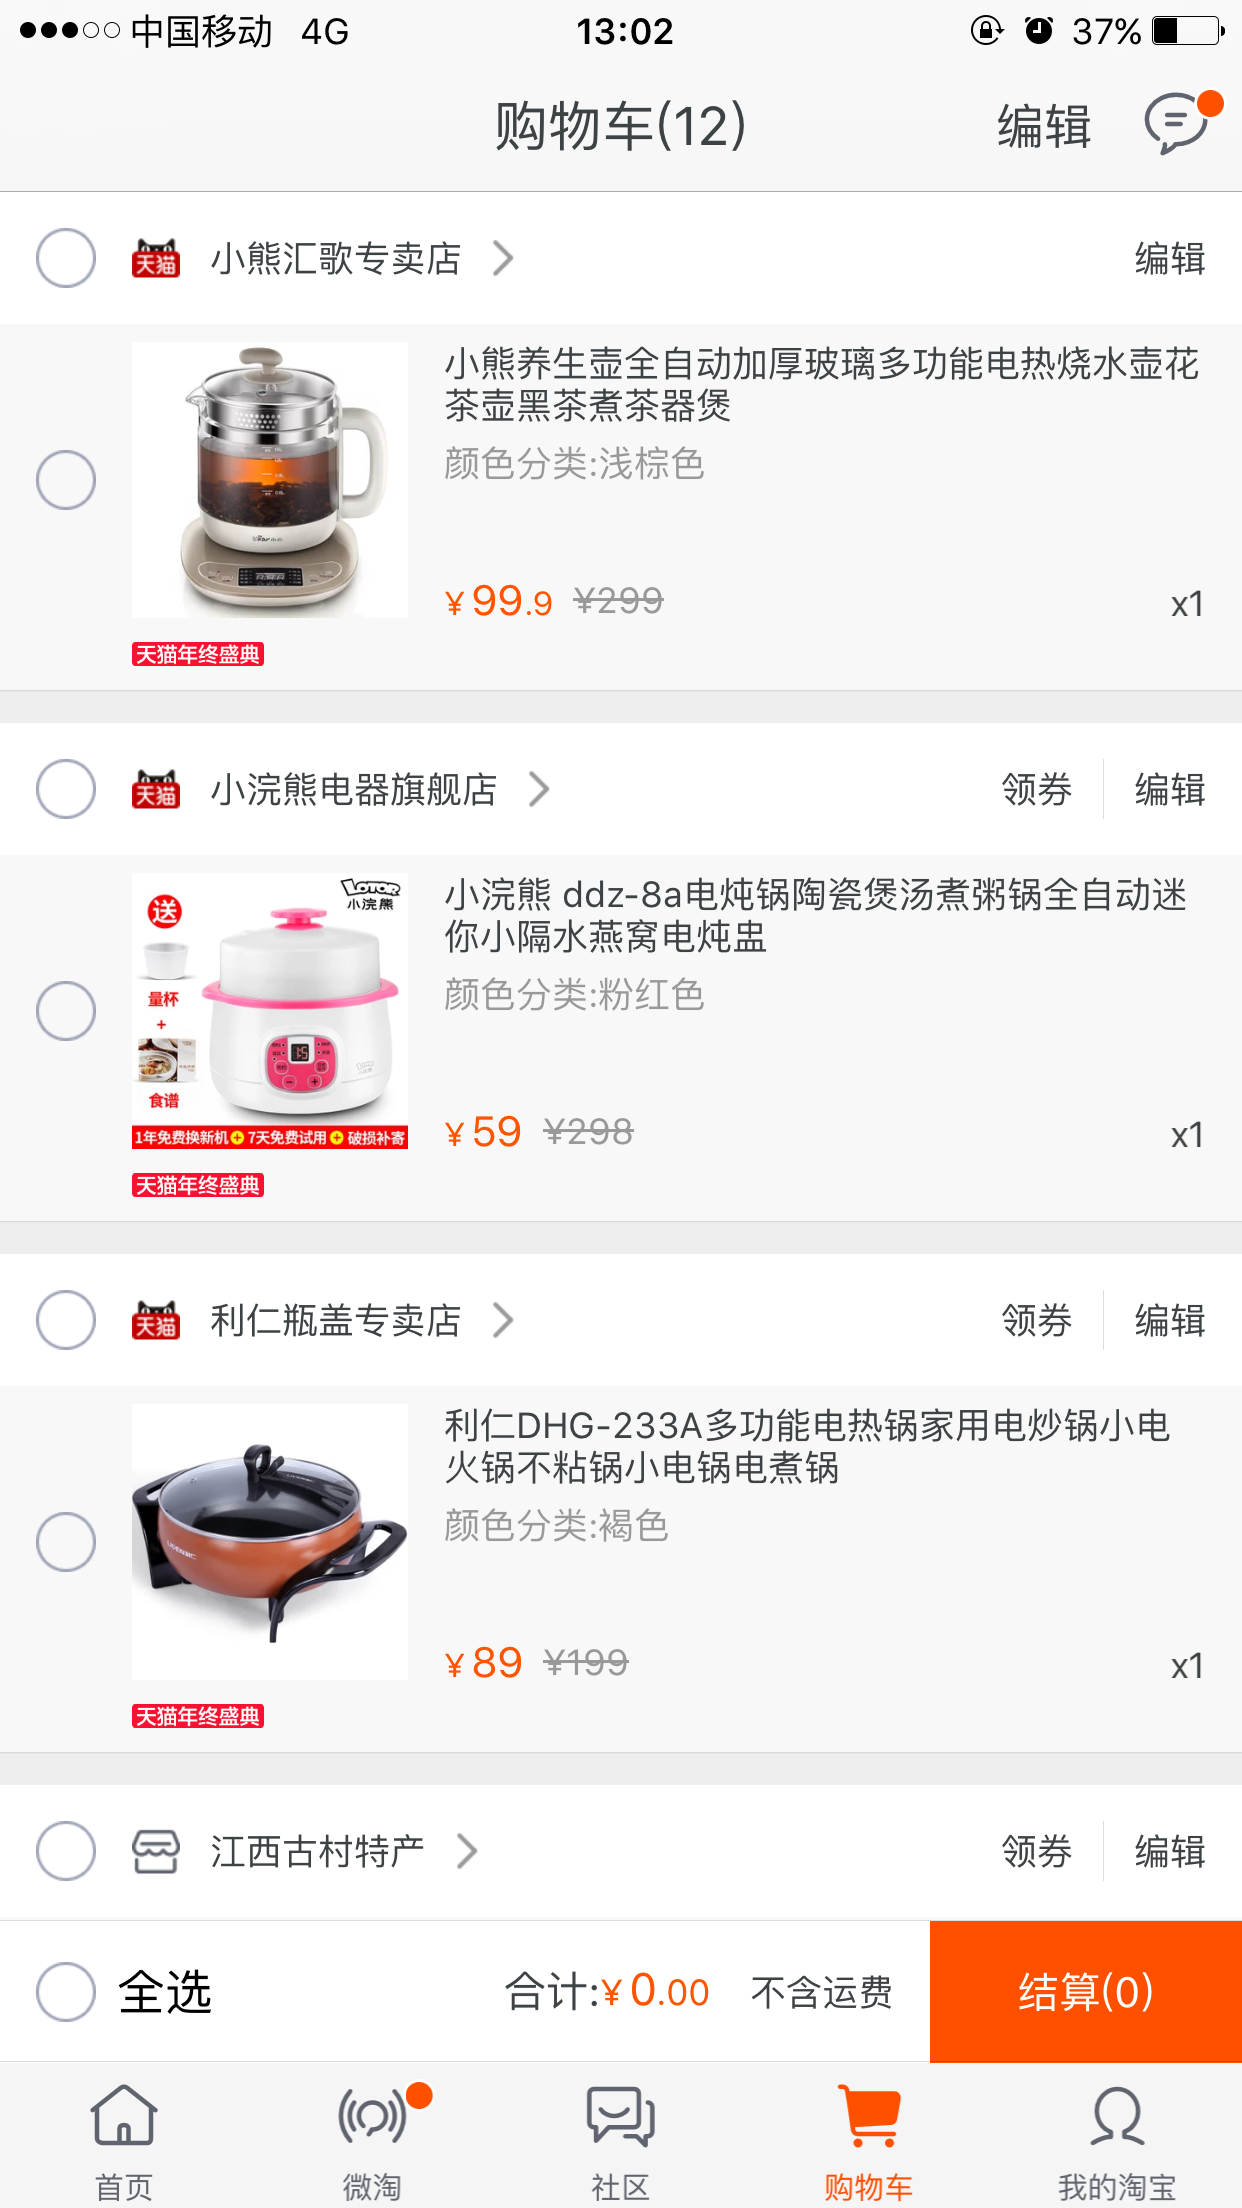 中国移动 4G 13:02 37%
购物车(12) 编辑
天猫 小熊汇歌专卖店 编辑
小熊养生壶全自动加厚玻璃多功能电热烧水壶花
茶壶黑茶煮茶器煲
颜色分类:浅棕色
¥99.9 ¥299 x1
天猫年终盛典
天猫 小浣熊电器旗舰店 领券 编辑
LOTOR
小浣熊
送
量杯
+
食谱
1年免费换新机+7天免费试用+破损补寄
小浣熊 ddz-8a电炖锅陶瓷煲汤煮粥锅全自动迷
你小隔水燕窝电炖盅
颜色分类:粉红色
¥59 ¥298 x1
天猫年终盛典
天猫 利仁瓶盖专卖店 领券 编辑
利仁DHG-233A多功能电热锅家用电炒锅小电
火锅不粘锅小电锅电煮锅
颜色分类:褐色
¥89 ¥199 x1
天猫年终盛典
江西古村特产 领券 编辑
全选 合计:¥0.00 不含运费 结算(0)
首页 微淘 社区 购物车 我的淘宝